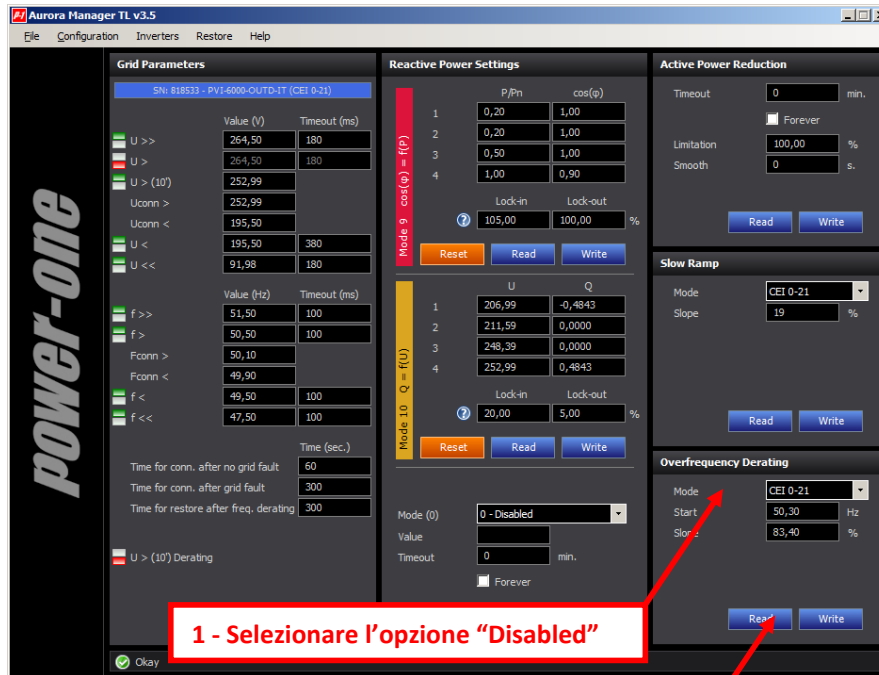 Aurora Manager TL v3.5
File Configuration Inverters Restore Help
power-one
Grid Parameters
SN: 818533 - PVI-6000-OUTD-IT (CEI 0-21)
Value (V) Timeout (ms)
U >> 264,50 180
U > 264,50 180
U > (10') 252,99
Uconn > 252,99
Uconn < 195,50
U < 195,50 380
U << 91,98 180
Value (Hz) Timeout (ms)
f >> 51,50 100
f > 50,50 100
Fconn > 50,10
Fconn < 49,90
f < 49,50 100
f << 47,50 100
Time (sec.)
Time for conn. after no grid fault 60
Time for conn. after grid fault 300
Time for restore after freq. derating 300
U > (10') Derating
Reactive Power Settings
Mode 9 cos(φ) = f(P)
P/Pn cos(φ)
1 0,20 1,00
2 0,20 1,00
3 0,50 1,00
4 1,00 0,90
Lock-in Lock-out
? 105,00 100,00 %
Reset Read Write
Mode 10 Q = f(U)
U Q
1 206,99 -0,4843
2 211,59 0,0000
3 248,39 0,0000
4 252,99 0,4843
Lock-in Lock-out
? 20,00 5,00 %
Reset Read Write
Mode (0) 0 - Disabled
Value
Timeout 0 min.
Forever
Active Power Reduction
Timeout 0 min.
Forever
Limitation 100,00 %
Smooth 0 s.
Read Write
Slow Ramp
Mode CEI 0-21
Slope 19 %
Read Write
Overfrequency Derating
Mode CEI 0-21
Start 50,30 Hz
Slope 83,40 %
Read Write
1 - Selezionare l'opzione “Disabled”
Okay